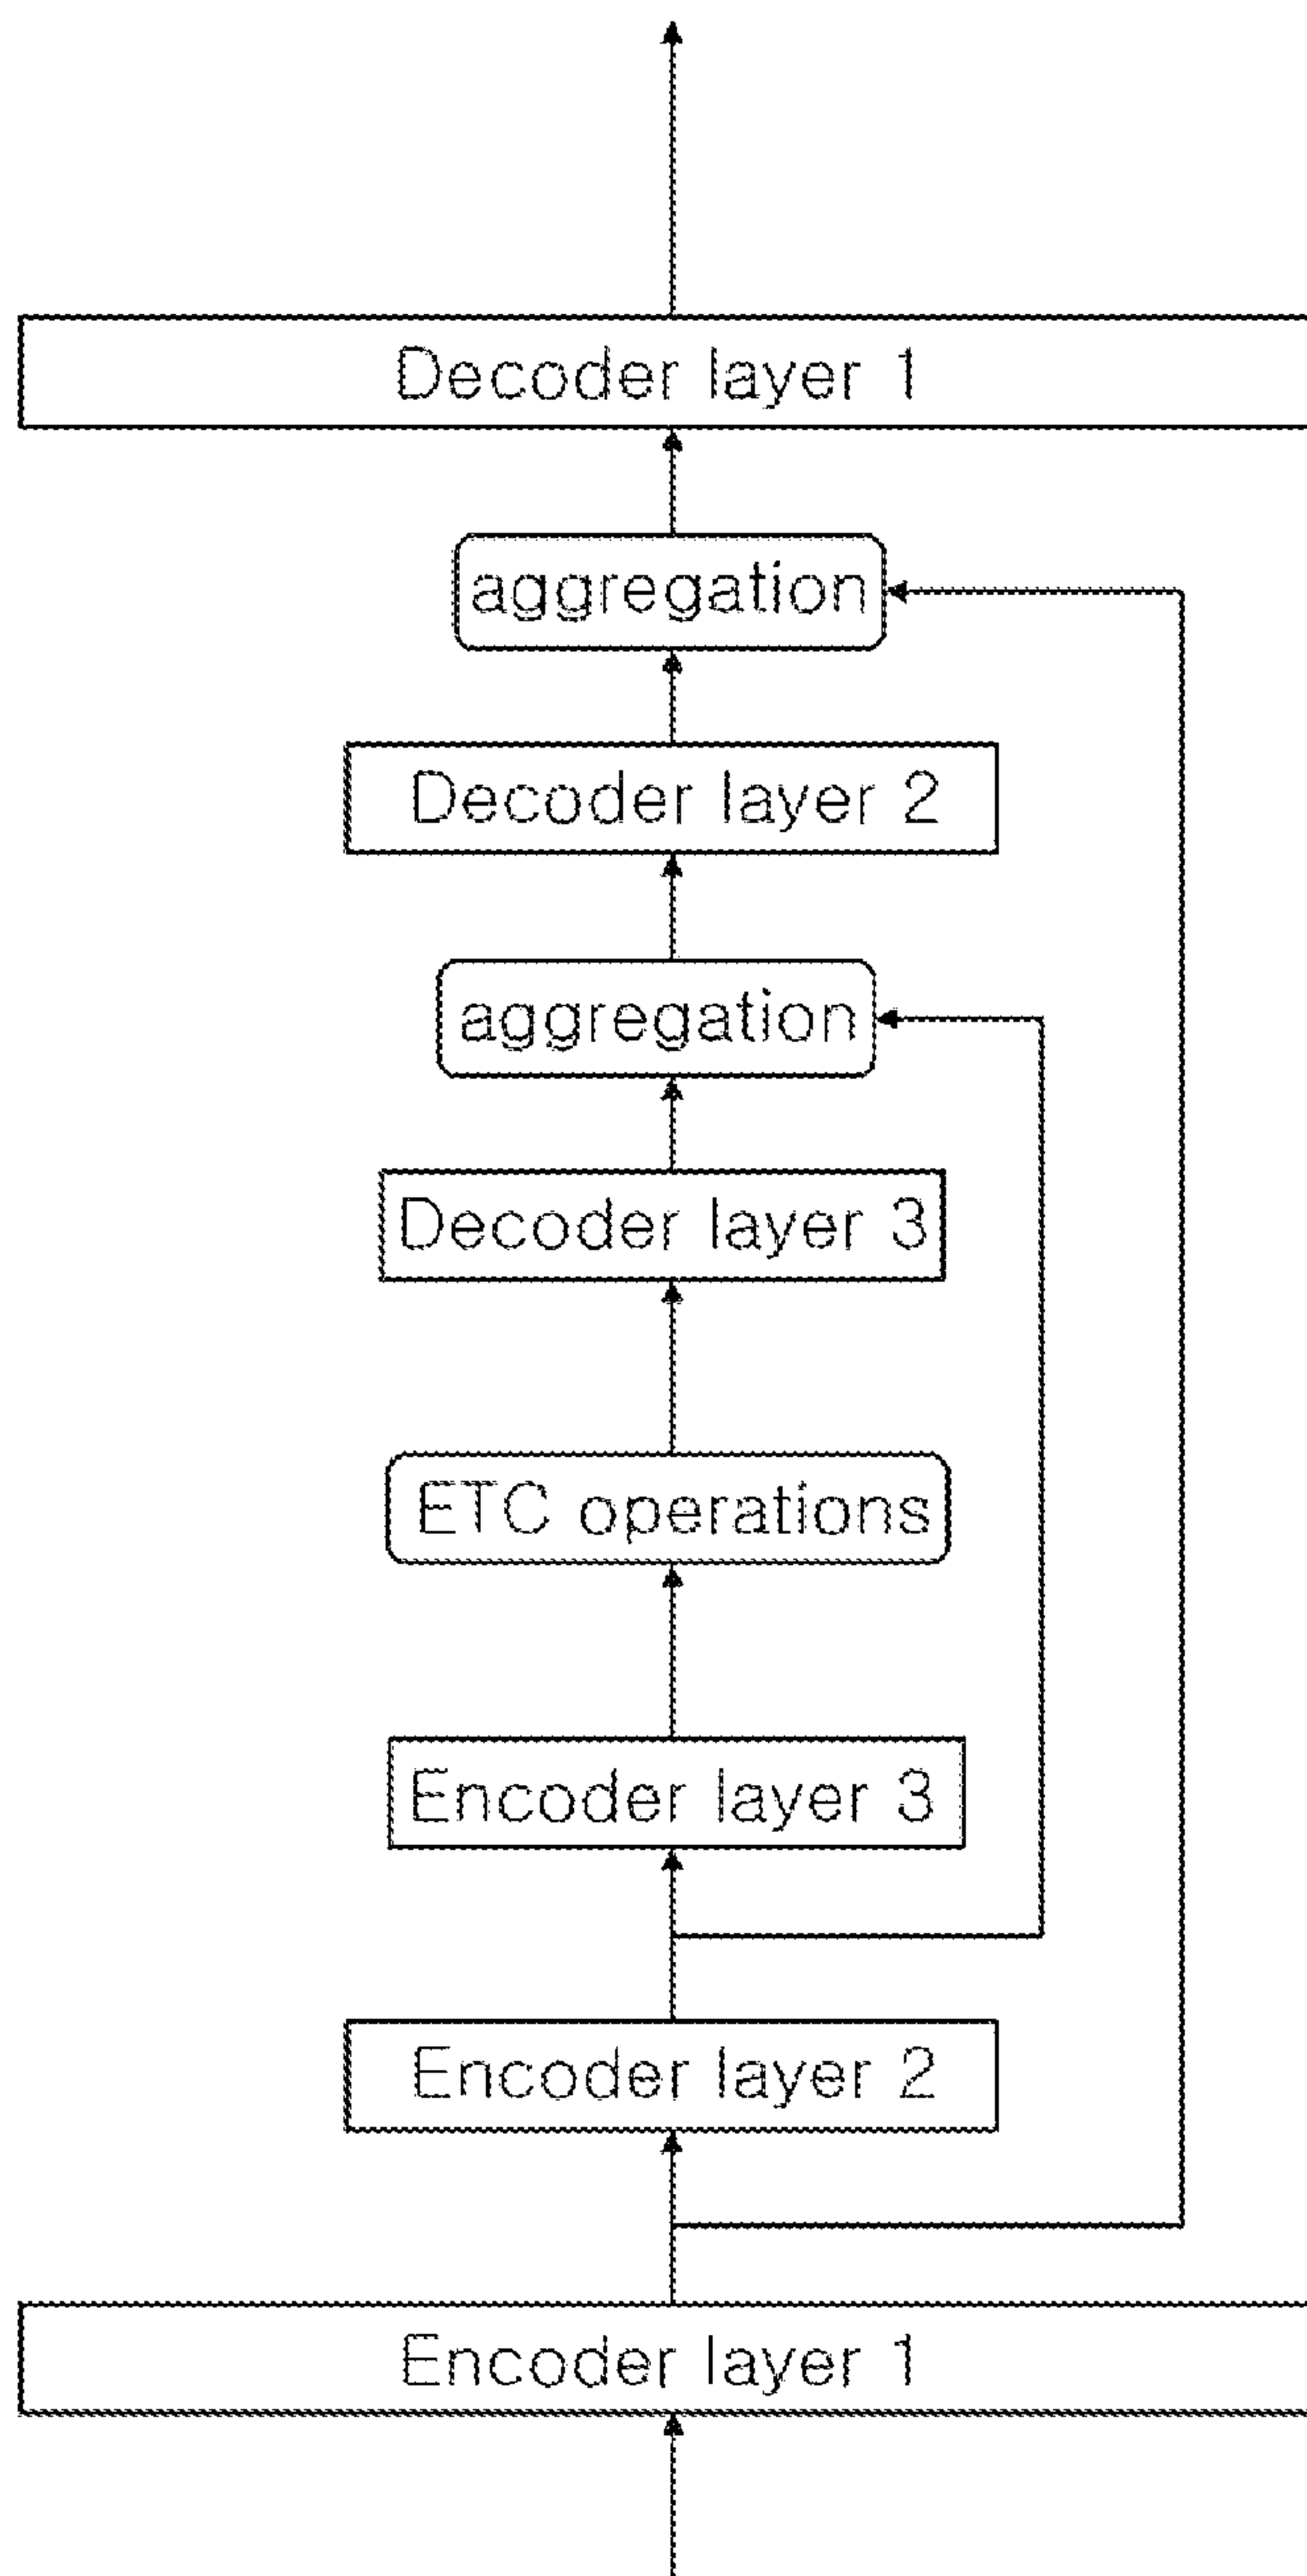 Decoder layer 1
aggregation
Decoder layer 2
aggregation
Decoder layer 3
ETC operations
Encoder layer 3
Encoder layer 2
Encoder layer 1